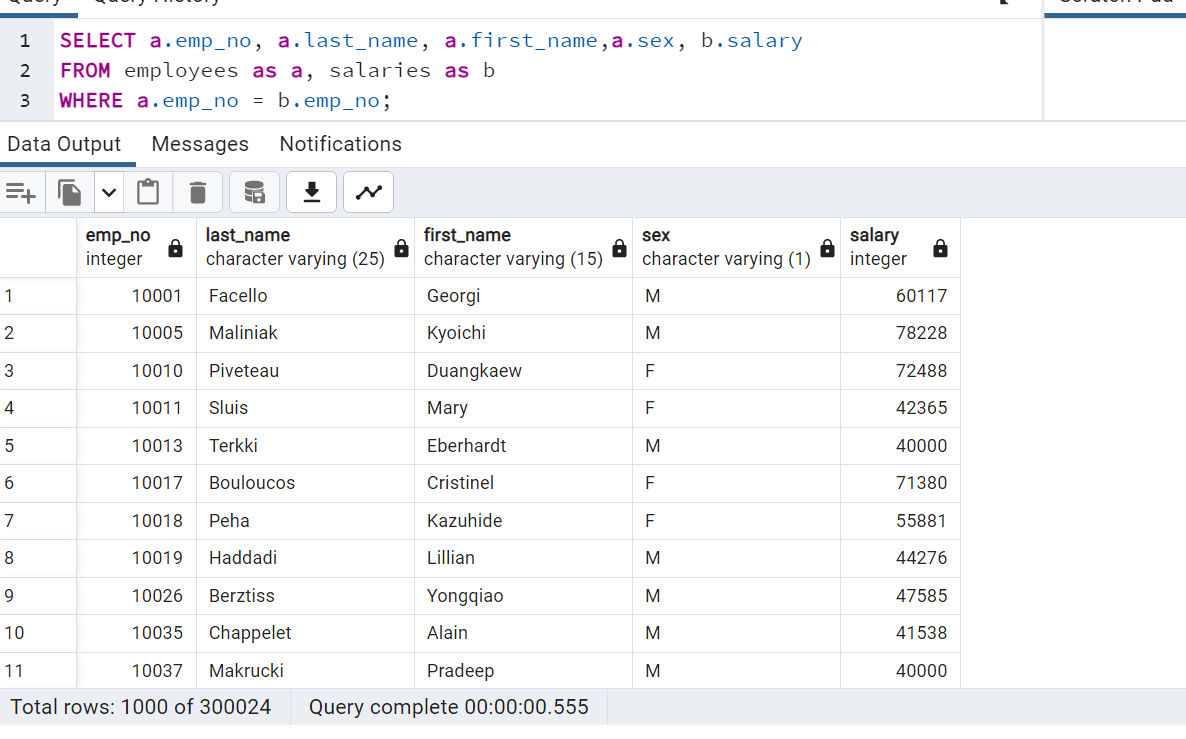 Query Query History Scratch Pad
1 SELECT a.emp_no, a.last_name, a.first_name,a.sex, b.salary
2 FROM employees as a, salaries as b
3 WHERE a.emp_no = b.emp_no;
Data Output Messages Notifications
emp_no last_name first_name sex salary
integer character varying (25) character varying (15) character varying (1) integer
1 10001 Facello Georgi M 60117
2 10005 Maliniak Kyoichi M 78228
3 10010 Piveteau Duangkaew F 72488
4 10011 Sluis Mary F 42365
5 10013 Terkki Eberhardt M 40000
6 10017 Bouloucos Cristinel F 71380
7 10018 Peha Kazuhide F 55881
8 10019 Haddadi Lillian M 44276
9 10026 Berztiss Yongqiao M 47585
10 10035 Chappelet Alain M 41538
11 10037 Makrucki Pradeep M 40000
Total rows: 1000 of 300024 Query complete 00:00:00.555